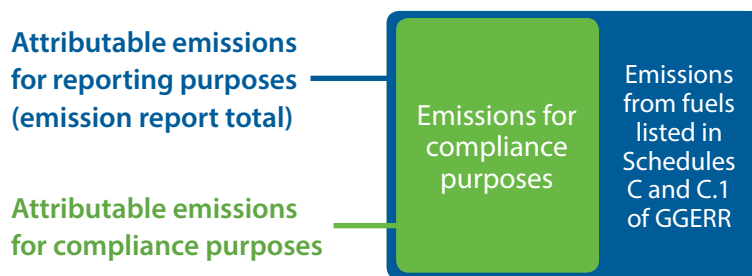 Attributable emissions
for reporting purposes
(emission report total)
Attributable emissions
for compliance purposes
Emissions for
compliance
purposes
Emissions
from fuels
listed in
Schedules
C and C.1
of GGERR